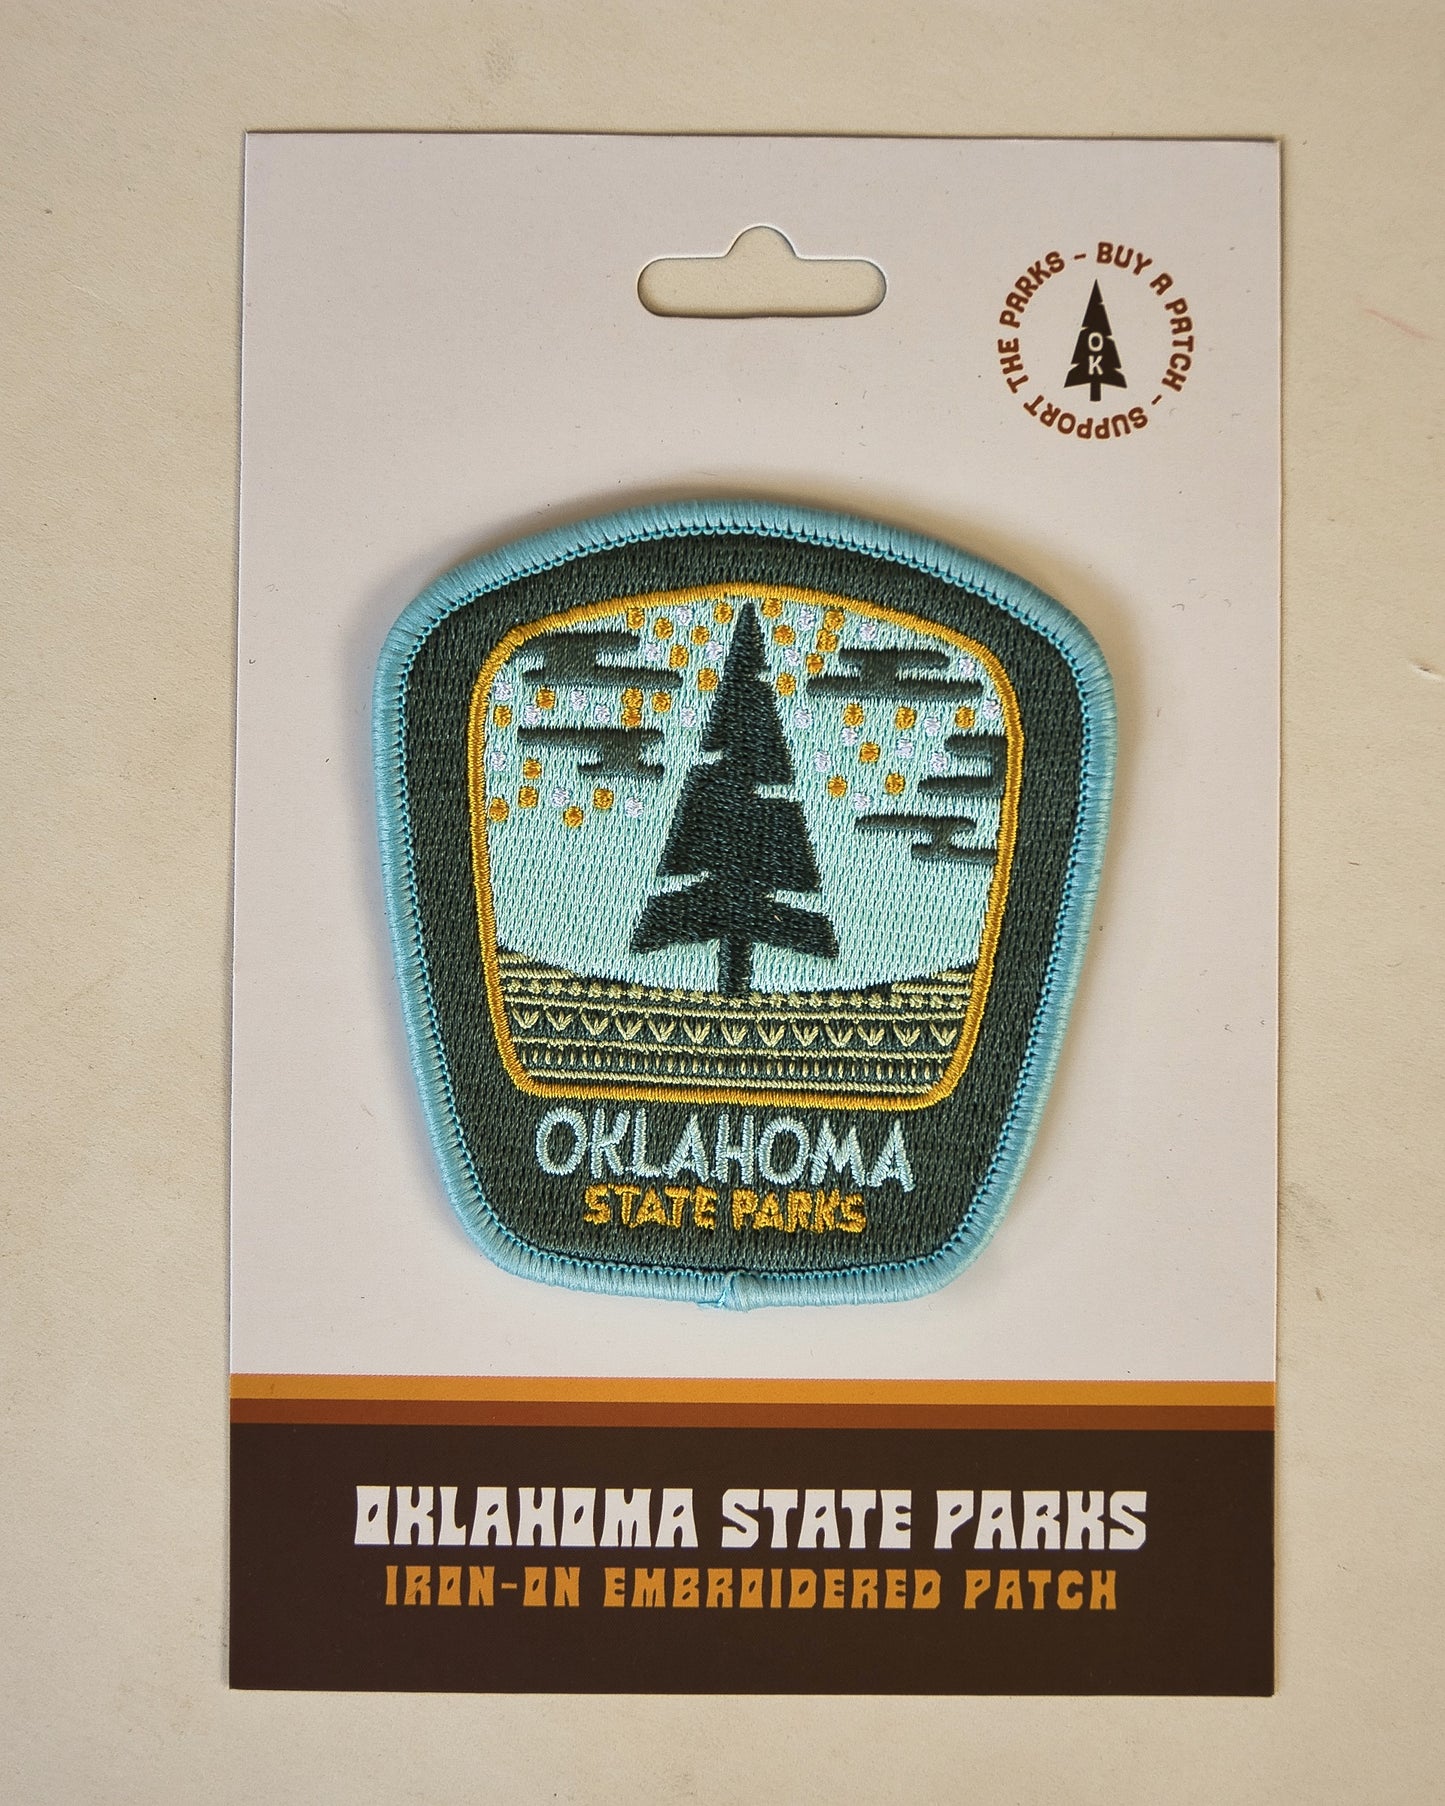 SUPPORT THE PARKS - BUY A PATCH -
OK
OKLAHOMA
STATE PARKS
OKLAHOMA STATE PARKS
IRON-ON EMBROIDERED PATCH